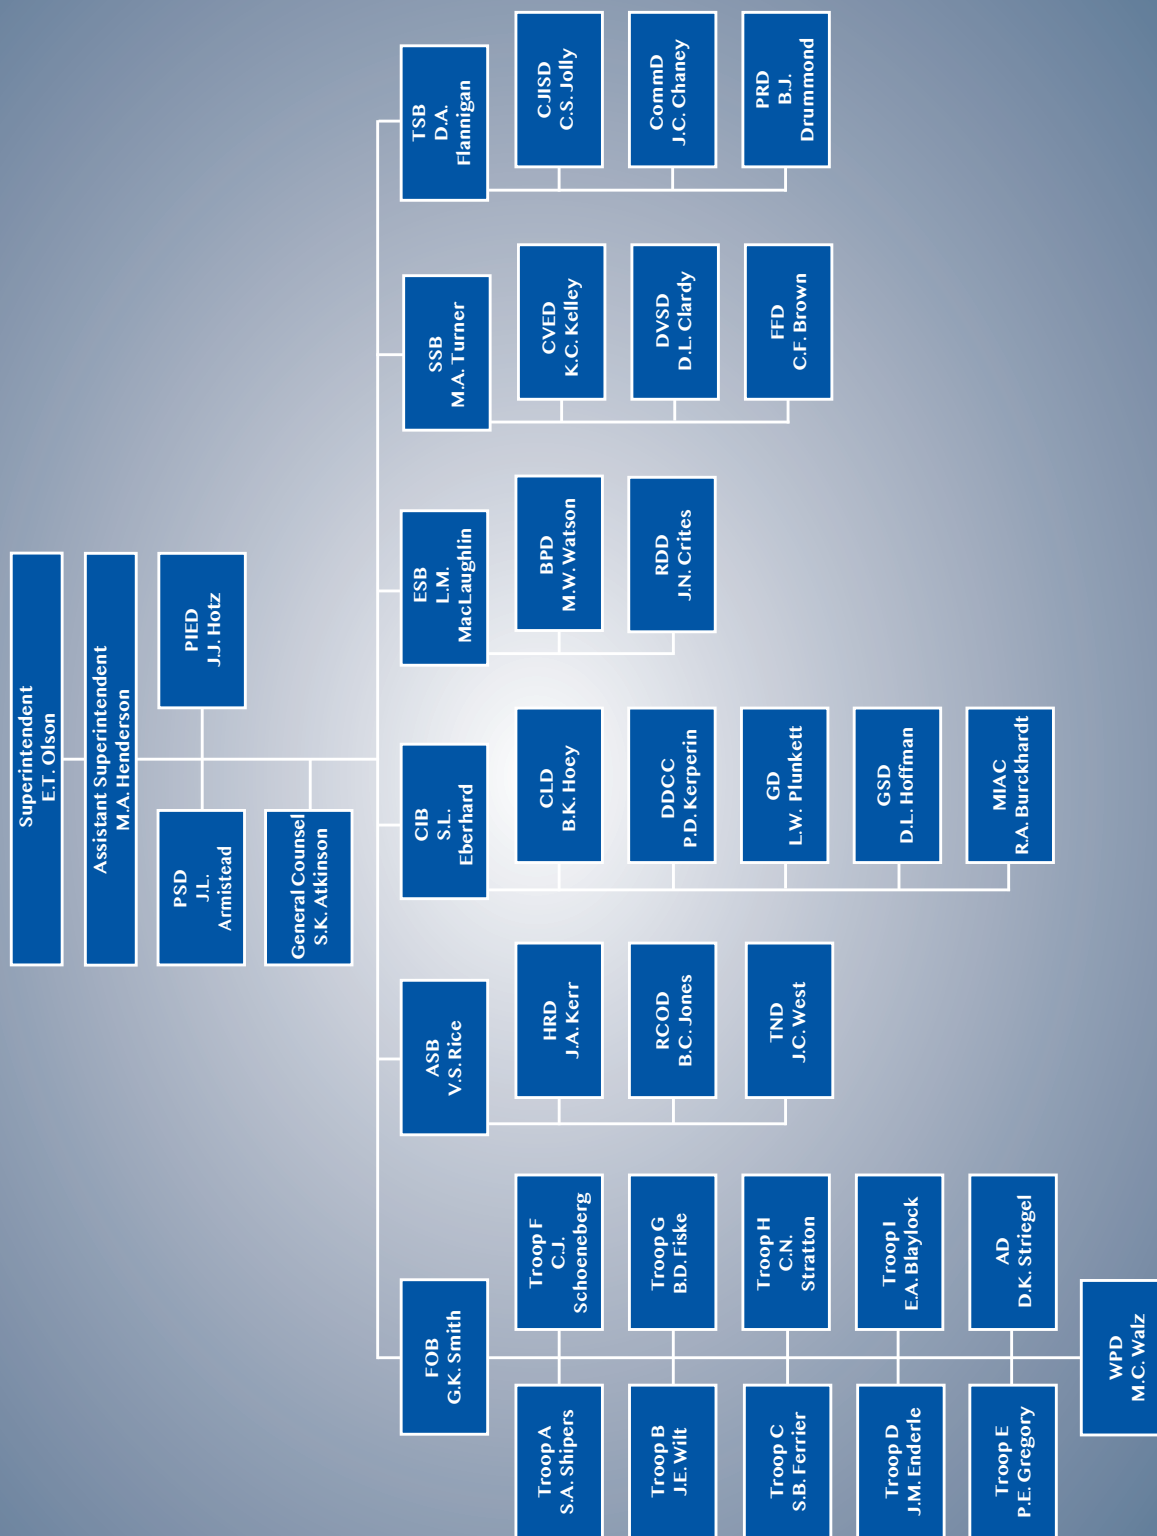 Superintendent
E.T. Olson
Assistant Superintendent
M.A. Henderson
PSD
J.L.
Armistead
PIED
J.J. Hotz
General Counsel
S.K. Atkinson
FOB
G.K. Smith
Troop A
S.A. Shipers
Troop F
C.J.
Schoeneberg
Troop B
J.E. Wilt
Troop G
B.D. Fiske
Troop C
S.B. Ferrier
Troop H
C.N.
Stratton
Troop D
J.M. Enderle
Troop I
E.A. Blaylock
Troop E
P.E. Gregory
AD
D.K. Striegel
WPD
M.C. Walz
ASB
V.S. Rice
HRD
J.A. Kerr
RCOD
B.C. Jones
TND
J.C. West
CIB
S.L.
Eberhard
CLD
B.K. Hoey
DDCC
P.D. Kerperin
GD
L.W. Plunkett
GSD
D.L. Hoffman
MIAC
R.A. Burckhardt
ESB
L.M.
MacLaughlin
BPD
M.W. Watson
RDD
J.N. Crites
SSB
M.A. Turner
CVED
K.C. Kelley
DVSD
D.L. Clardy
FFD
C.F. Brown
TSB
D.A.
Flannigan
CJISD
C.S. Jolly
CommD
J.C. Chaney
PRD
B.J.
Drummond